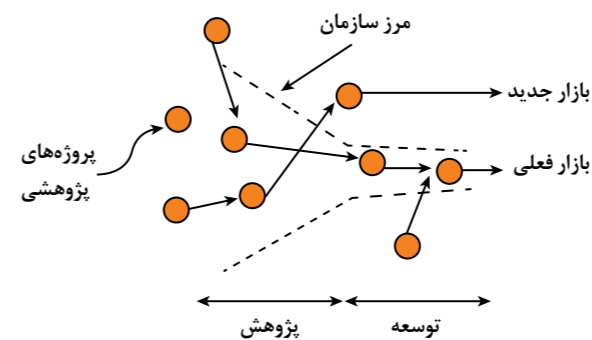 مرز سازمان
بازار جدید
بازار فعلی
پروژه‌های
پژوهشی
پژوهش
توسعه